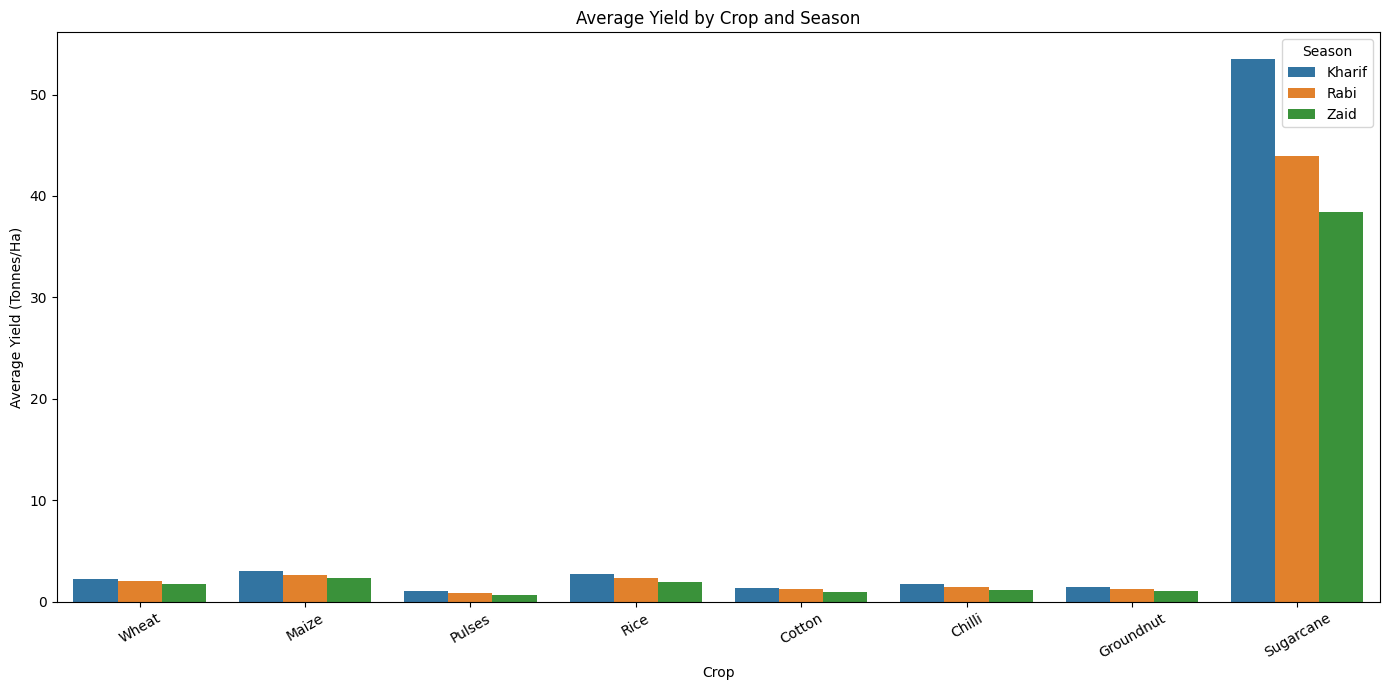 Average Yield by Crop and Season
Season
Kharif
Rabi
Zaid
Average Yield (Tonnes/Ha)
50
40
30
20
10
0
Wheat
Maize
Pulses
Rice
Cotton
Chilli
Groundnut
Sugarcane
Crop